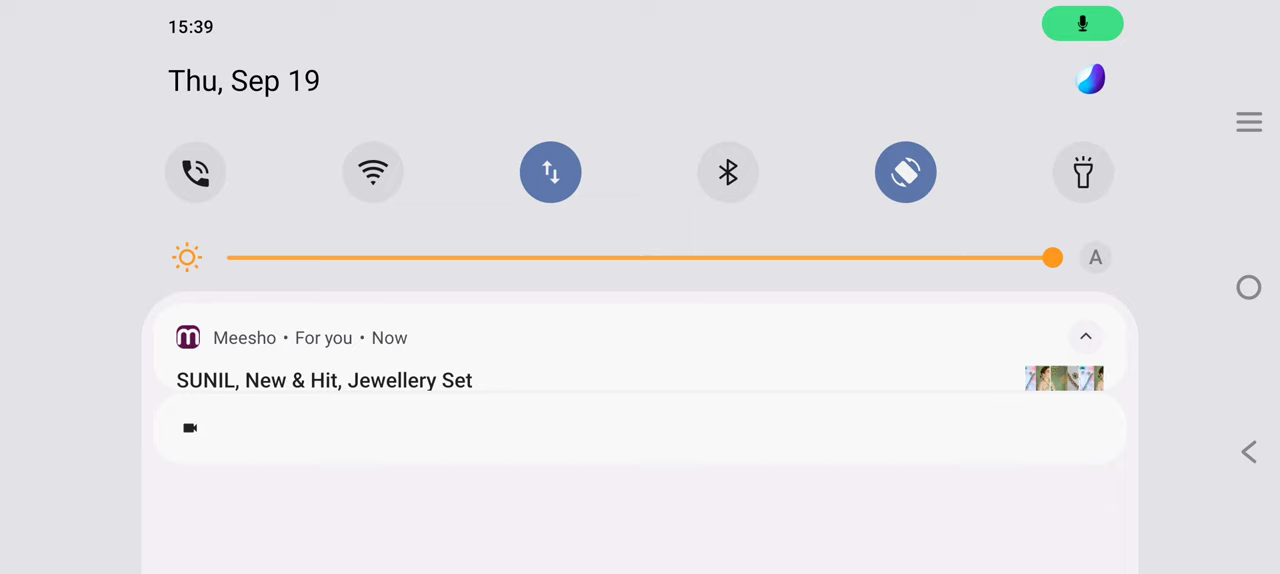 15:39
Thu, Sep 19
A
Meesho • For you • Now
SUNIL, New & Hit, Jewellery Set